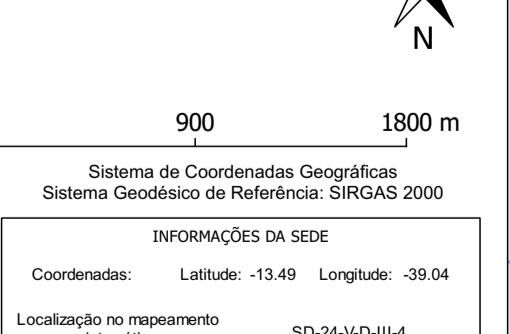 N
900 1800 m
Sistema de Coordenadas Geográficas
Sistema Geodésico de Referência: SIRGAS 2000
INFORMAÇÕES DA SEDE
Coordenadas: Latitude: -13.49 Longitude: -39.04
Localização no mapeamento
SD-24-V-D-III-4